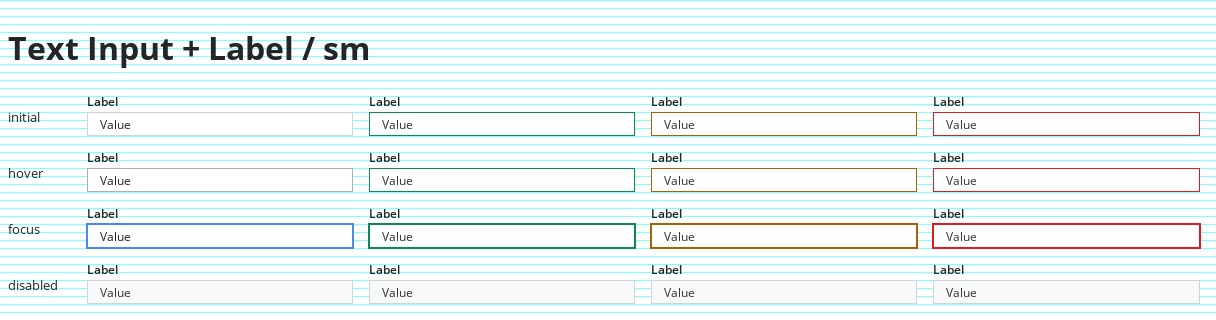 Text Input + Label / sm
Label Label Label Label
initial Value Value Value Value
Label Label Label Label
hover Value Value Value Value
Label Label Label Label
focus Value Value Value Value
Label Label Label Label
disabled Value Value Value Value